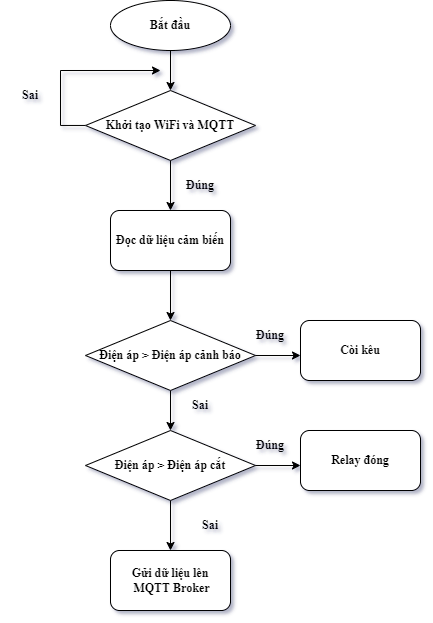 Bắt đầu
Sai
Khởi tạo WiFi và MQTT
Đúng
Đọc dữ liệu cảm biến
Điện áp > Điện áp cảnh báo
Đúng
Còi kêu
Sai
Điện áp > Điện áp cắt
Đúng
Relay đóng
Sai
Gửi dữ liệu lên
MQTT Broker